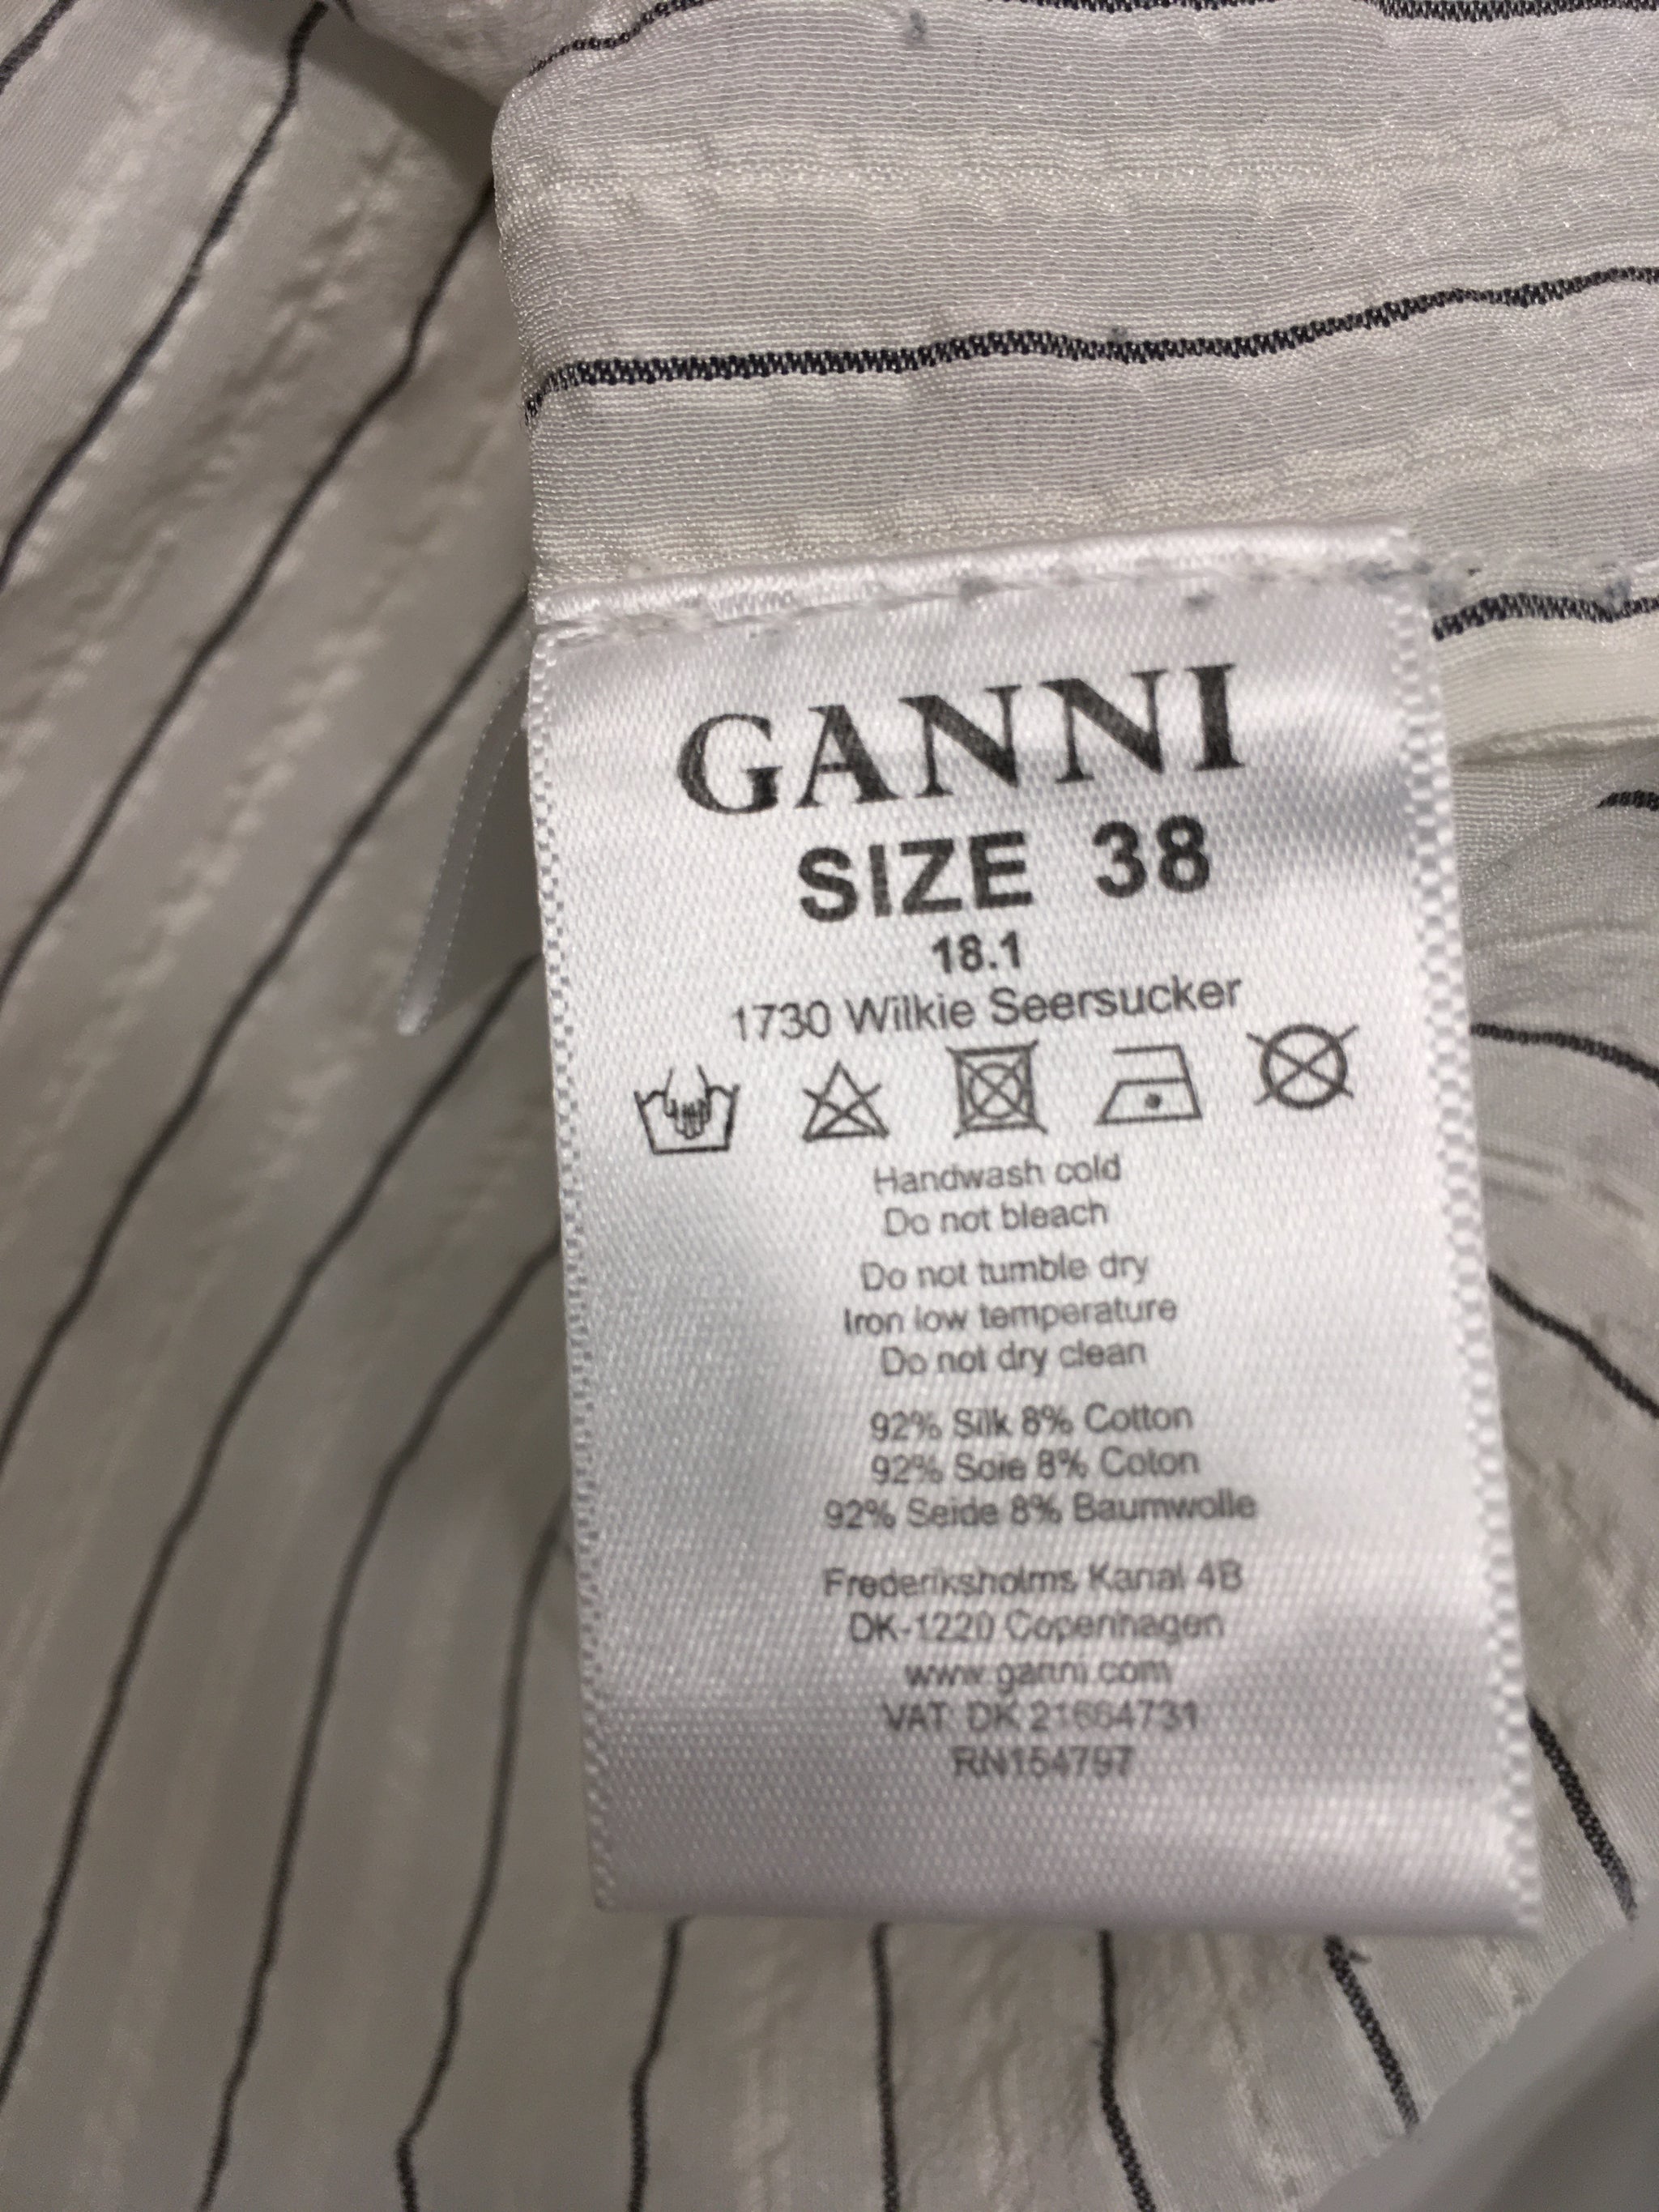 GANNI
SIZE 38
18.1
1730 Wilkie Seersucker
Handwash cold
Do not bleach
Do not tumble dry
Iron low temperature
Do not dry clean
92% Silk 8% Cotton
92% Soie 8% Coton
92% Seide 8% Baumwolle
Frederiksholms Kanal 4B
DK-1220 Copenhagen
www.ganni.com
VAT: DK 21664731
RN154797